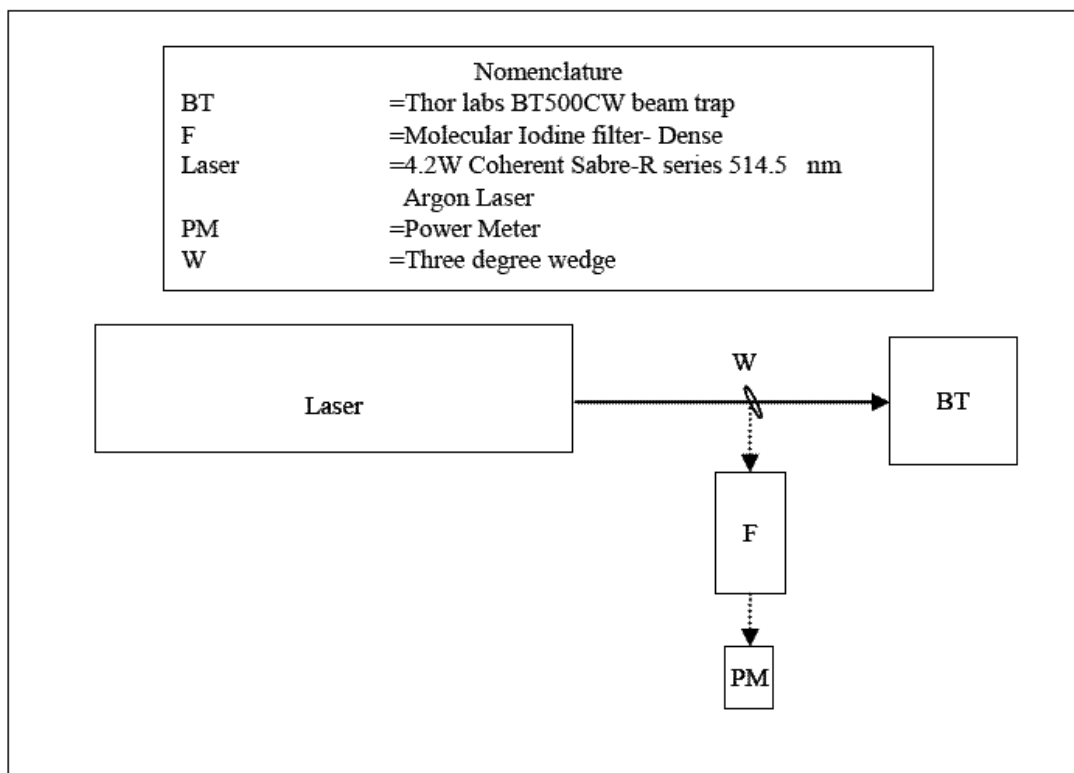 Nomenclature
BT =Thor labs BT500CW beam trap
F =Molecular Iodine filter- Dense
Laser =4.2W Coherent Sabre-R series 514.5 nm
Argon Laser
PM =Power Meter
W =Three degree wedge
W
Laser
BT
F
PM